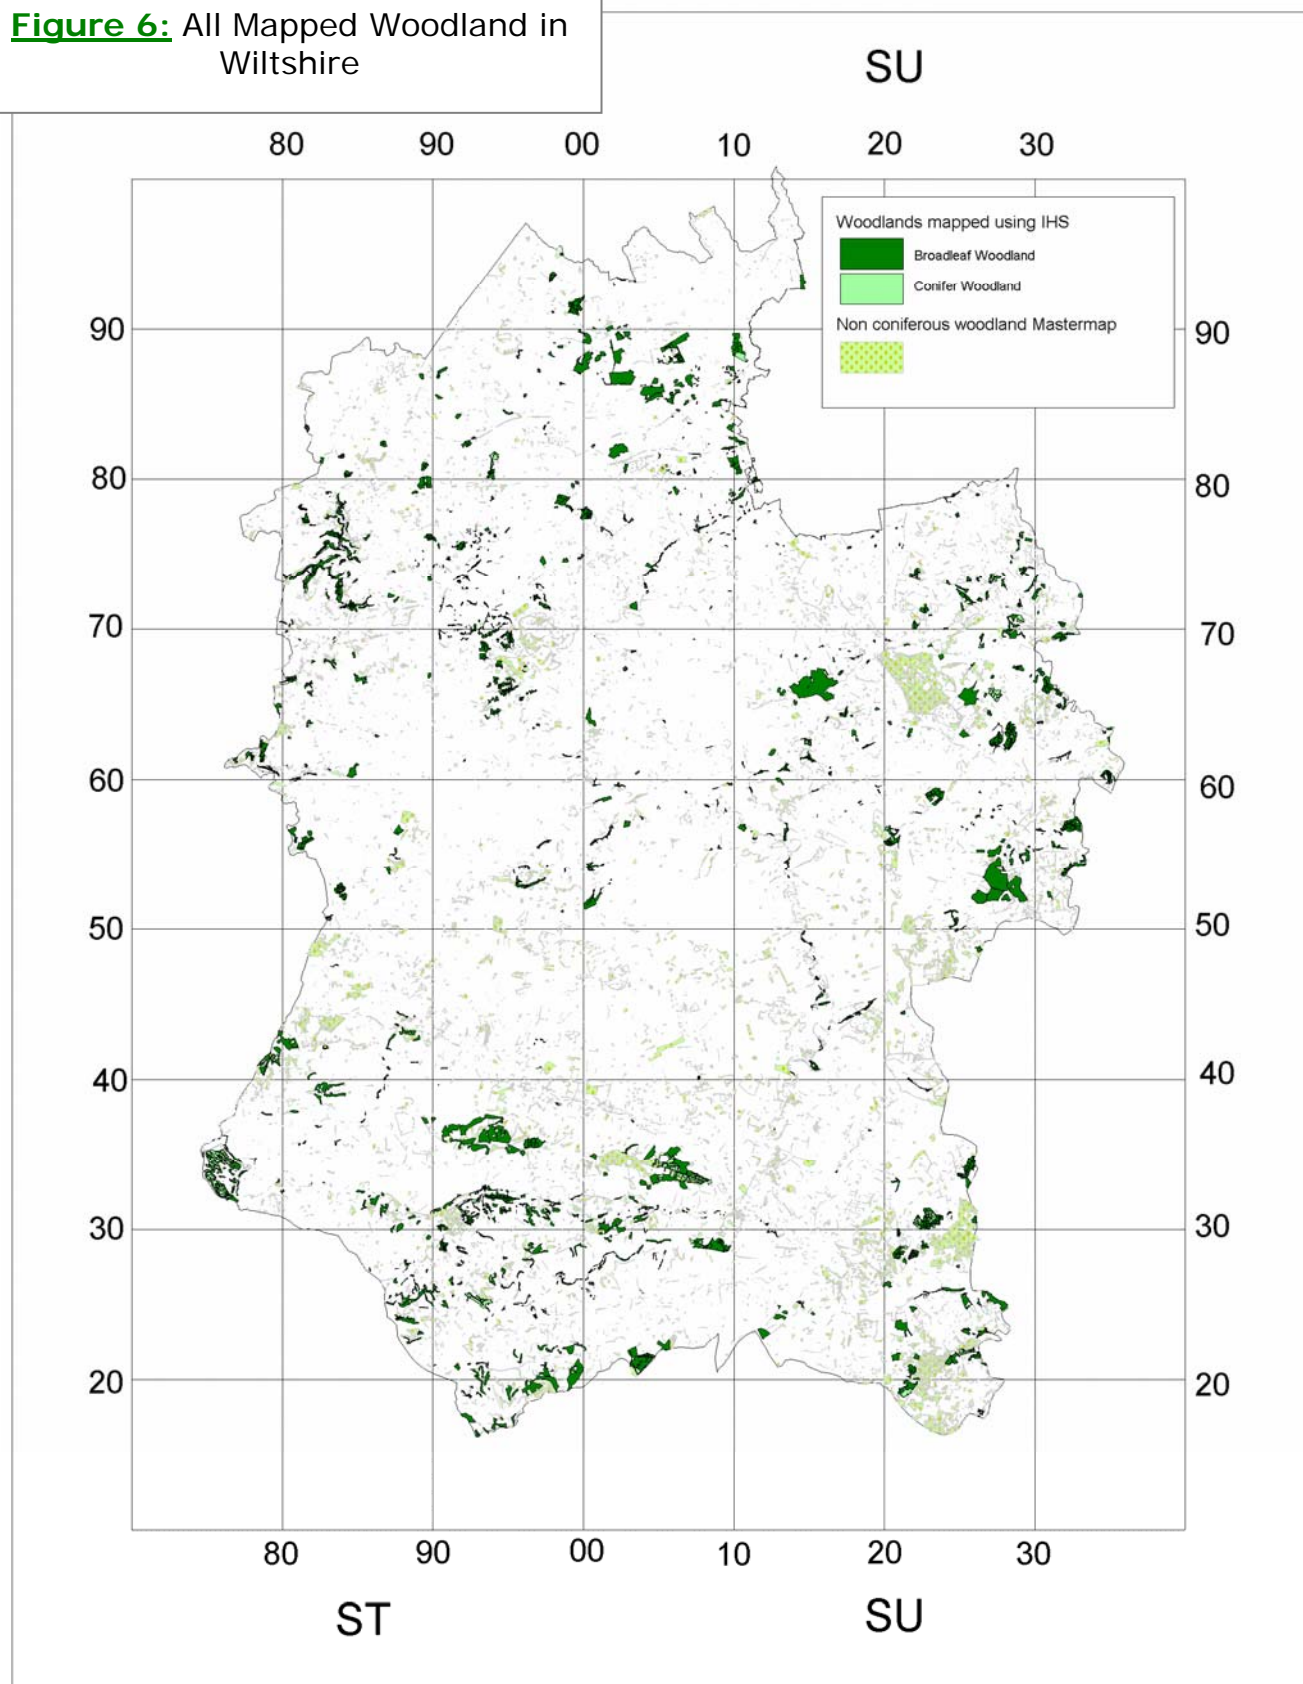 Figure 6: All Mapped Woodland in
Wiltshire
SU
80 90 00 10 20 30
Woodlands mapped using IHS
Broadleaf Woodland
Conifer Woodland
Non coniferous woodland Mastermap
90 90
80 80
70 70
60 60
50 50
40 40
30 30
20 20
80 90 00 10 20 30
ST SU